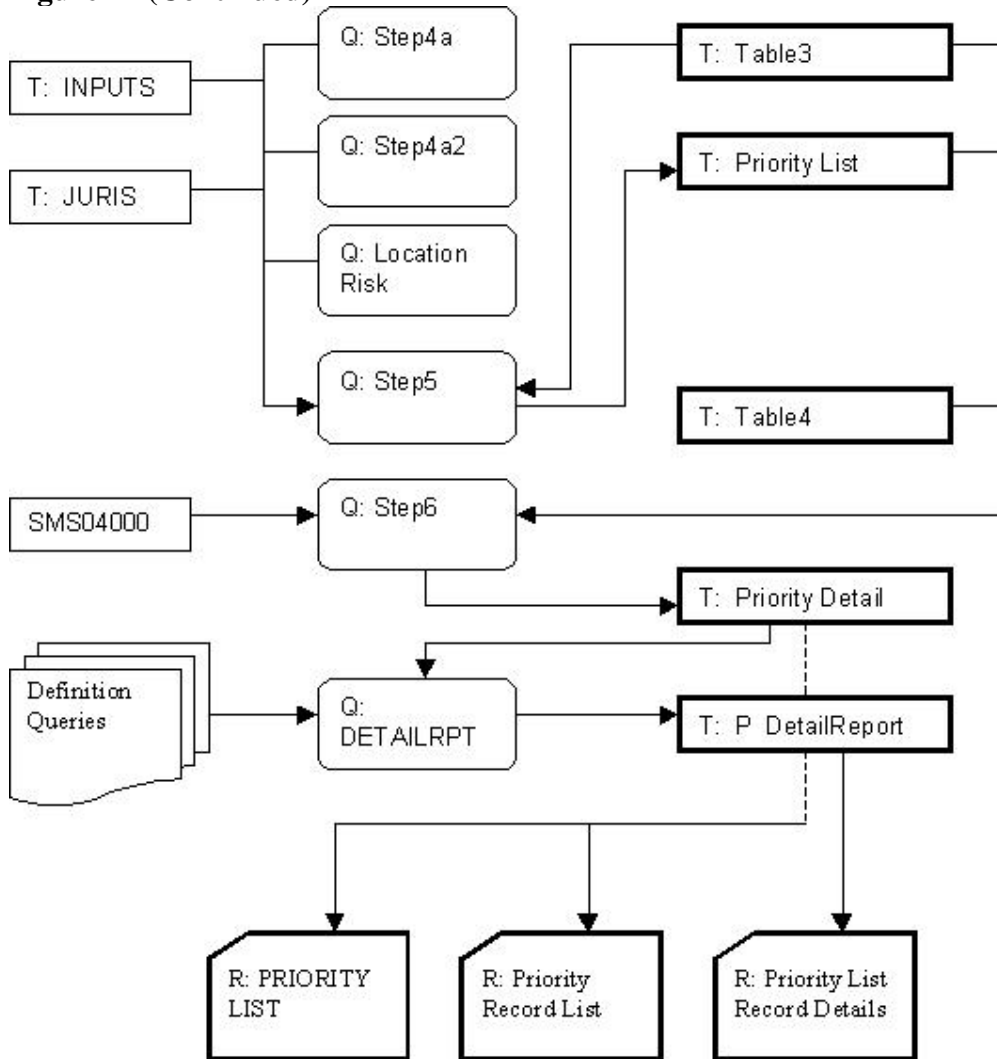 (Continued)
Q: Step4a
T: Table3
T: INPUTS
Q: Step4a2
T: Priority List
T: JURIS
Q: Location
Risk
Q: Step5
T: Table4
SMS04000
Q: Step6
T: Priority Detail
Definition
Queries
Q:
DETAILRPT
T: P DetailReport
R: PRIORITY
LIST
R: Priority
Record List
R: Priority List
Record Details